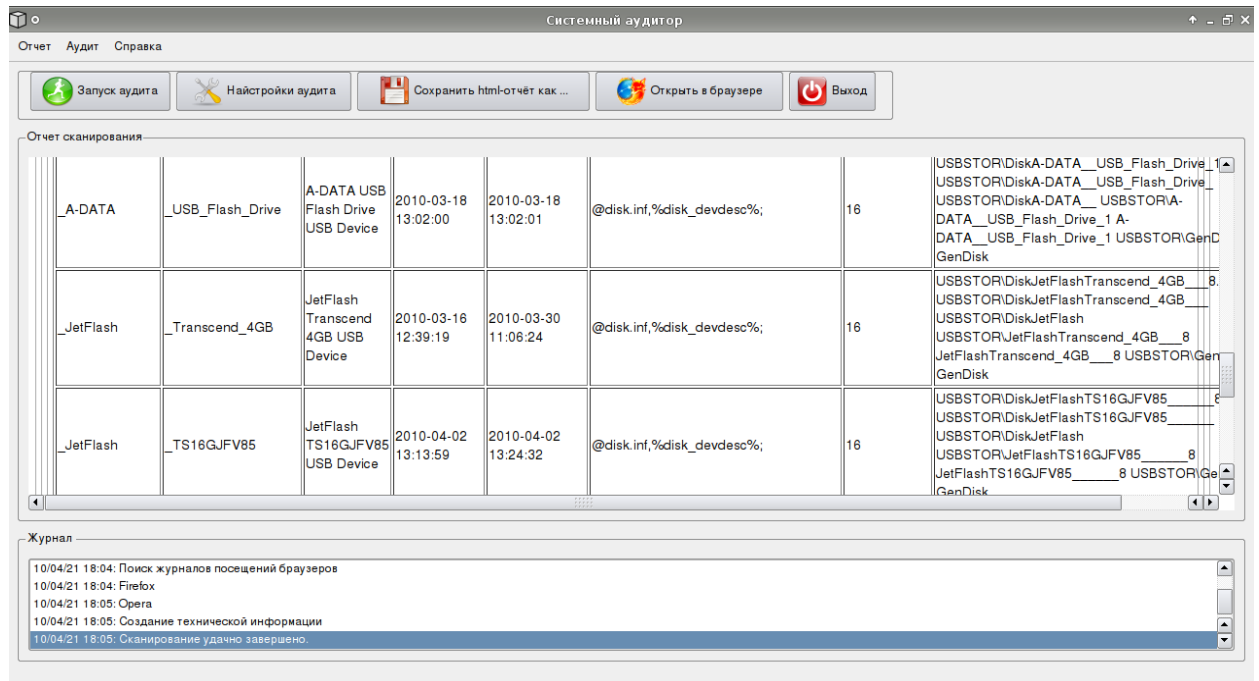 Системный аудитор
Отчет Аудит Справка
Запуск аудита
Найстройки аудита
Сохранить html-отчёт как ...
Открыть в браузере
Выход
Отчет сканирования
_A-DATA
_USB_Flash_Drive
A-DATA USB
Flash Drive
USB Device
2010-03-18
13:02:00
2010-03-18
13:02:01
@disk.inf,%disk_devdesc%;
16
USBSTOR\DiskA-DATA__USB_Flash_Drive_1
USBSTOR\DiskA-DATA__USB_Flash_Drive_
USBSTOR\DiskA-DATA__ USBSTOR\A-
DATA__USB_Flash_Drive_1 A-
DATA__USB_Flash_Drive_1 USBSTOR\GenD
GenDisk
_JetFlash
_Transcend_4GB
JetFlash
Transcend
4GB USB
Device
2010-03-16
12:39:19
2010-03-30
11:06:24
@disk.inf,%disk_devdesc%;
16
USBSTOR\DiskJetFlashTranscend_4GB___8.
USBSTOR\DiskJetFlashTranscend_4GB___
USBSTOR\DiskJetFlash
USBSTOR\JetFlashTranscend_4GB___8
JetFlashTranscend_4GB___8 USBSTOR\Gen
GenDisk
_JetFlash
_TS16GJFV85
JetFlash
TS16GJFV85
USB Device
2010-04-02
13:13:59
2010-04-02
13:24:32
@disk.inf,%disk_devdesc%;
16
USBSTOR\DiskJetFlashTS16GJFV85______8
USBSTOR\DiskJetFlashTS16GJFV85______
USBSTOR\DiskJetFlash
USBSTOR\JetFlashTS16GJFV85______8
JetFlashTS16GJFV85______8 USBSTOR\Ge
GenDisk
Журнал
10/04/21 18:04: Поиск журналов посещений браузеров
10/04/21 18:04: Firefox
10/04/21 18:05: Opera
10/04/21 18:05: Создание технической информации
10/04/21 18:05: Сканирование удачно завершено.